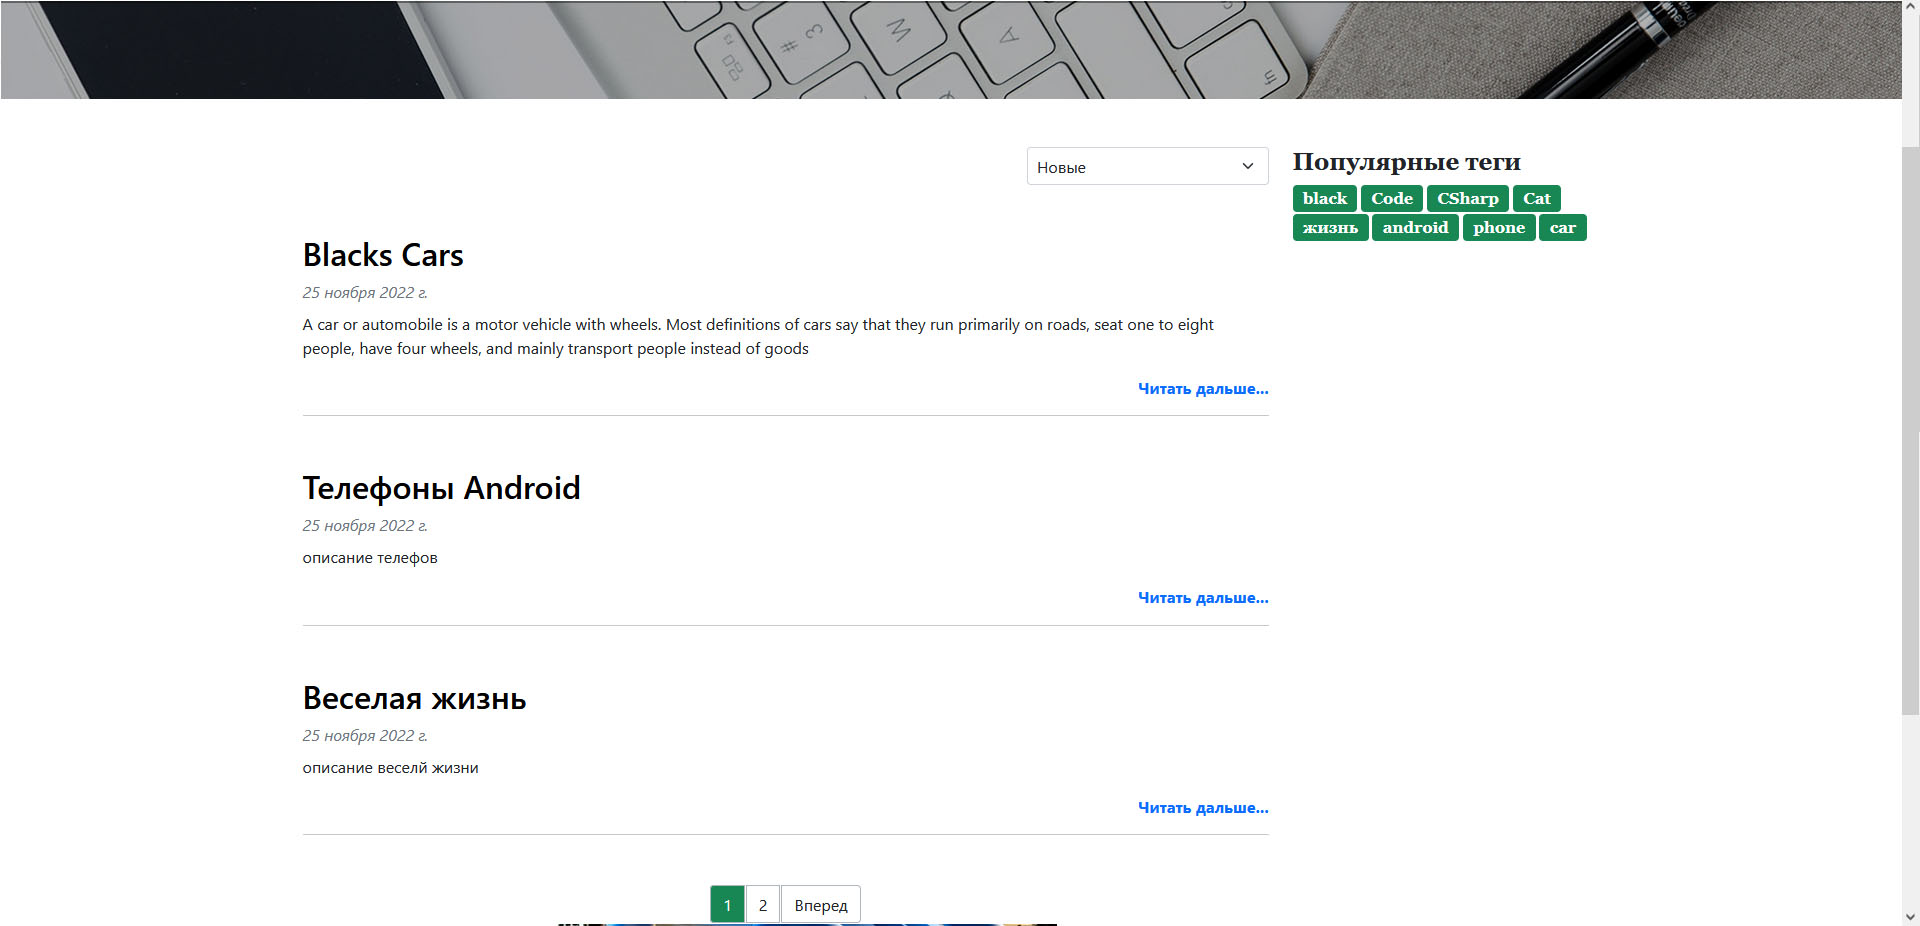 F3
# 3
W
A
Q
fn
Новые
Популярные теги
black Code CSharp Cat
жизнь android phone car
Blacks Cars
25 ноября 2022 г.
A car or automobile is a motor vehicle with wheels. Most definitions of cars say that they run primarily on roads, seat one to eight
people, have four wheels, and mainly transport people instead of goods
Читать дальше...
Телефоны Android
25 ноября 2022 г.
описание телефов
Читать дальше...
Веселая жизнь
25 ноября 2022 г.
описание веселй жизни
Читать дальше...
1 2 Вперед